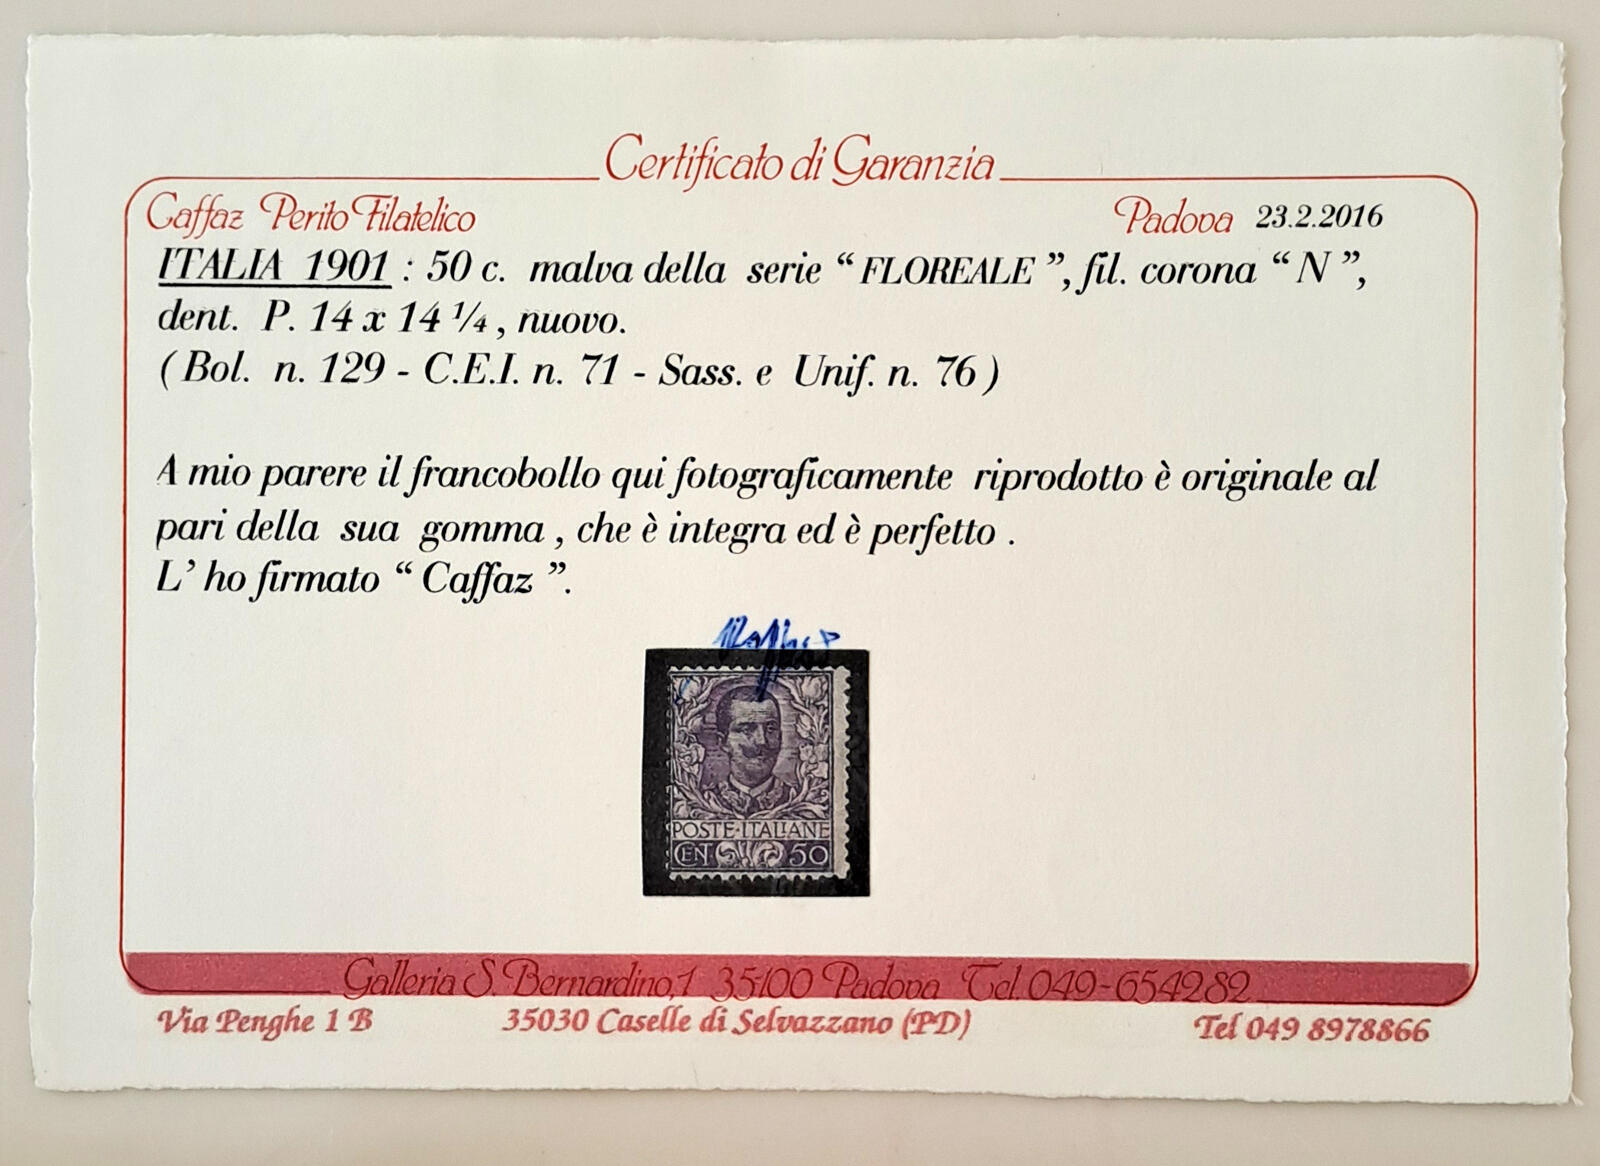 Certificato di Garanzia
Caffaz Perito Filatelico Padova 23.2.2016
ITALIA 1901 : 50 c. malva della serie “ FLOREALE ”, fil. corona “ N ”,
dent. P. 14 x 14 ¼ , nuovo.
( Bol. n. 129 - C.E.I. n. 71 - Sass. e Unif. n. 76 )
A mio parere il francobollo qui fotograficamente riprodotto è originale al
pari della sua gomma , che è integra ed è perfetto .
L’ ho firmato “ Caffaz ”.
Caffaz
POSTE·ITALIANE
CEN 50
Galleria S. Bernardino, 1 35100 Padova Tel. 049-654282
Via Penghe 1 B 35030 Caselle di Selvazzano (PD) Tel 049 8978866